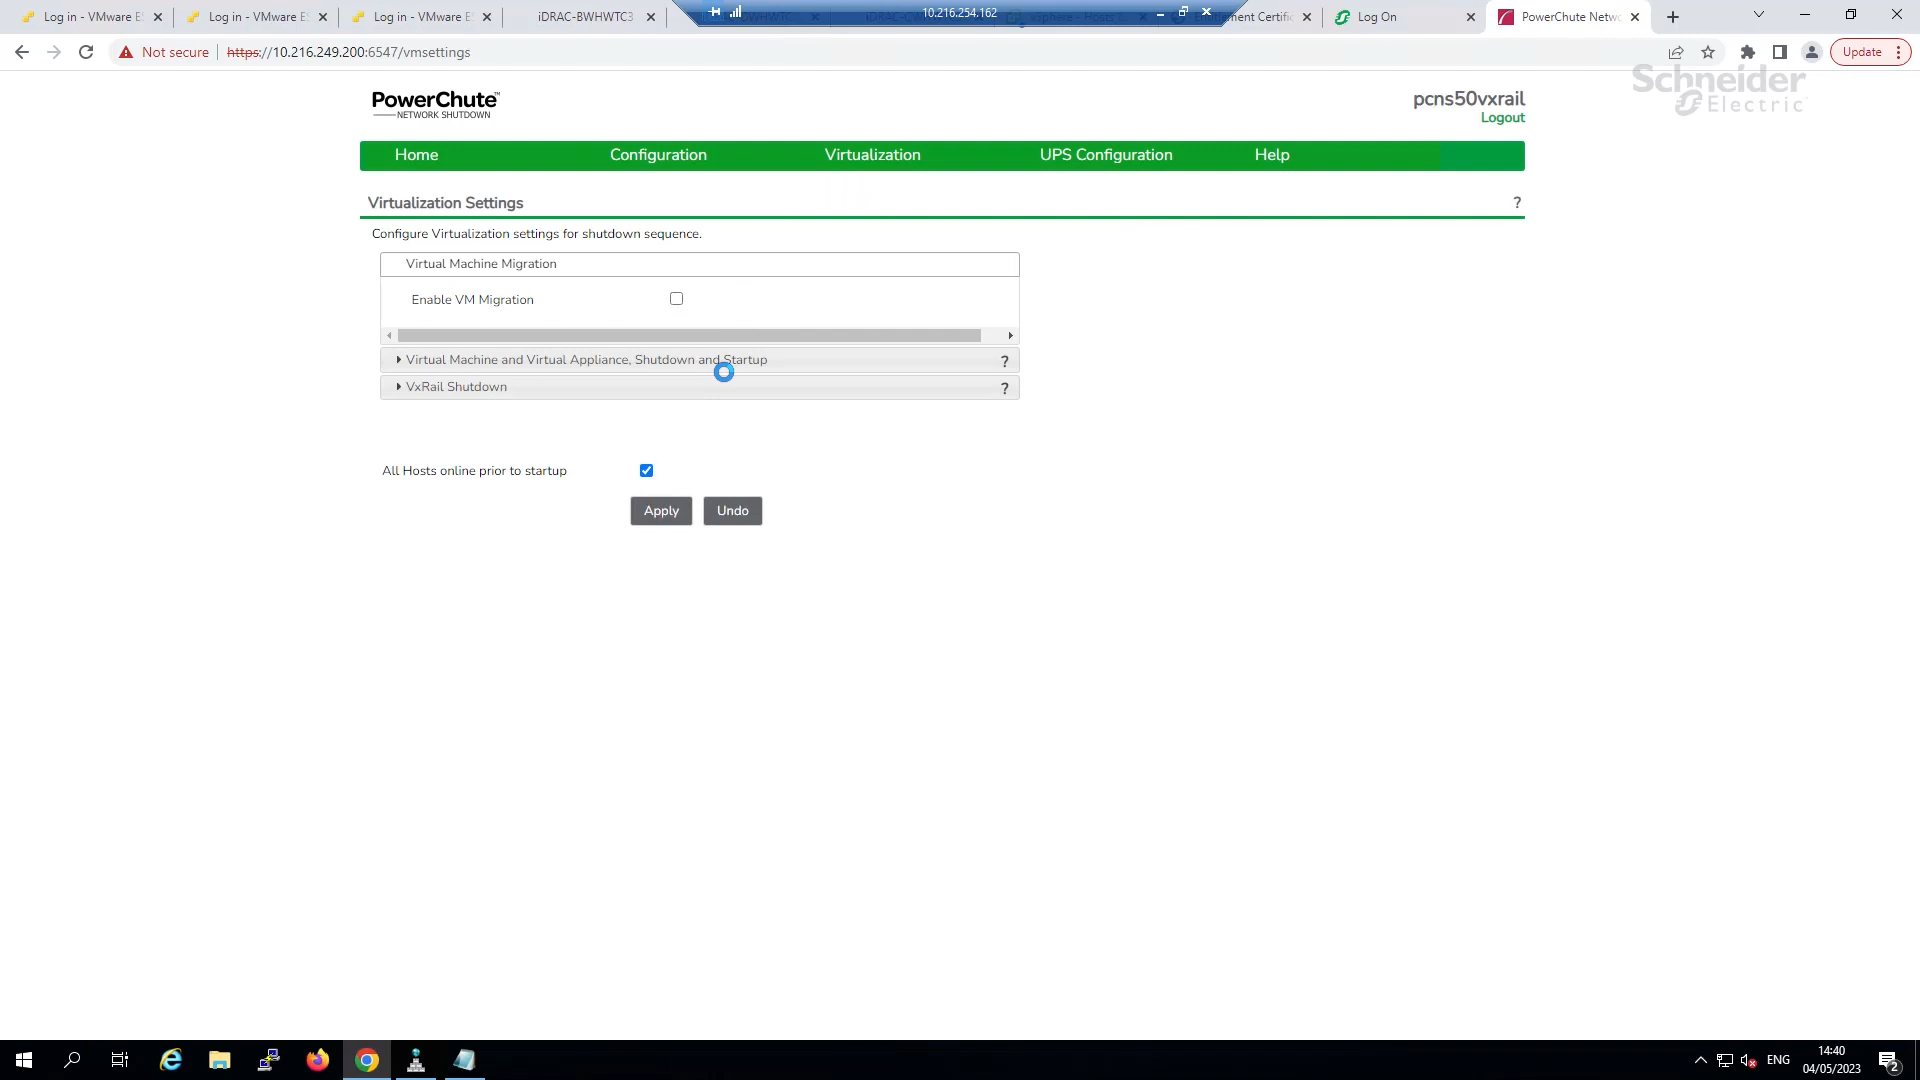 Log in - VMware E
Log in - VMware E
Log in - VMware E
iDRAC-BWHWTC3
10.216.254.162
Log On
PowerChute Netw
Not secure
https://10.216.249.200:6547/vmsettings
Update
Schneider
Electric
PowerChute™
NETWORK SHUTDOWN
pcns50vxrail
Logout
Home
Configuration
Virtualization
UPS Configuration
Help
Virtualization Settings
?
Configure Virtualization settings for shutdown sequence.
Virtual Machine Migration
Enable VM Migration
Virtual Machine and Virtual Appliance, Shutdown and Startup
?
VxRail Shutdown
?
All Hosts online prior to startup
Apply
Undo
ENG
14:40
04/05/2023
2